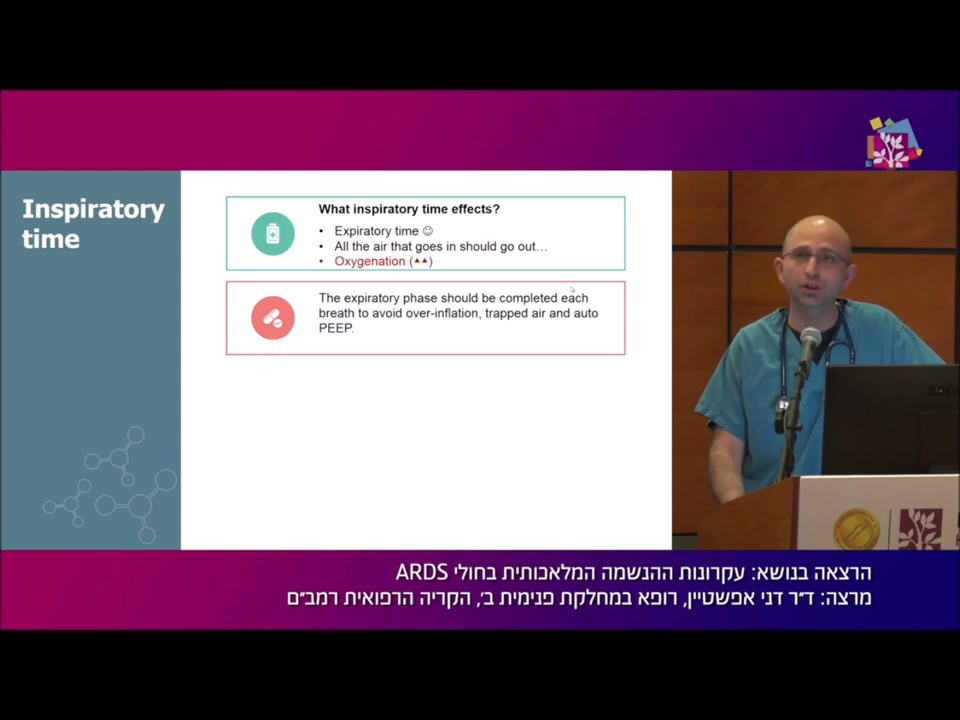 Inspiratory
time
What inspiratory time effects?
• Expiratory time ☺
• All the air that goes in should go out…
• Oxygenation (▲▲)
The expiratory phase should be completed each
breath to avoid over-inflation, trapped air and auto
PEEP.
הרצאה בנושא: עקרונות ההנשמה המלאכותית בחולי ARDS
מרצה: ד״ר דני אפשטיין, רופא במחלקת פנימית ב׳, הקריה הרפואית רמב״ם